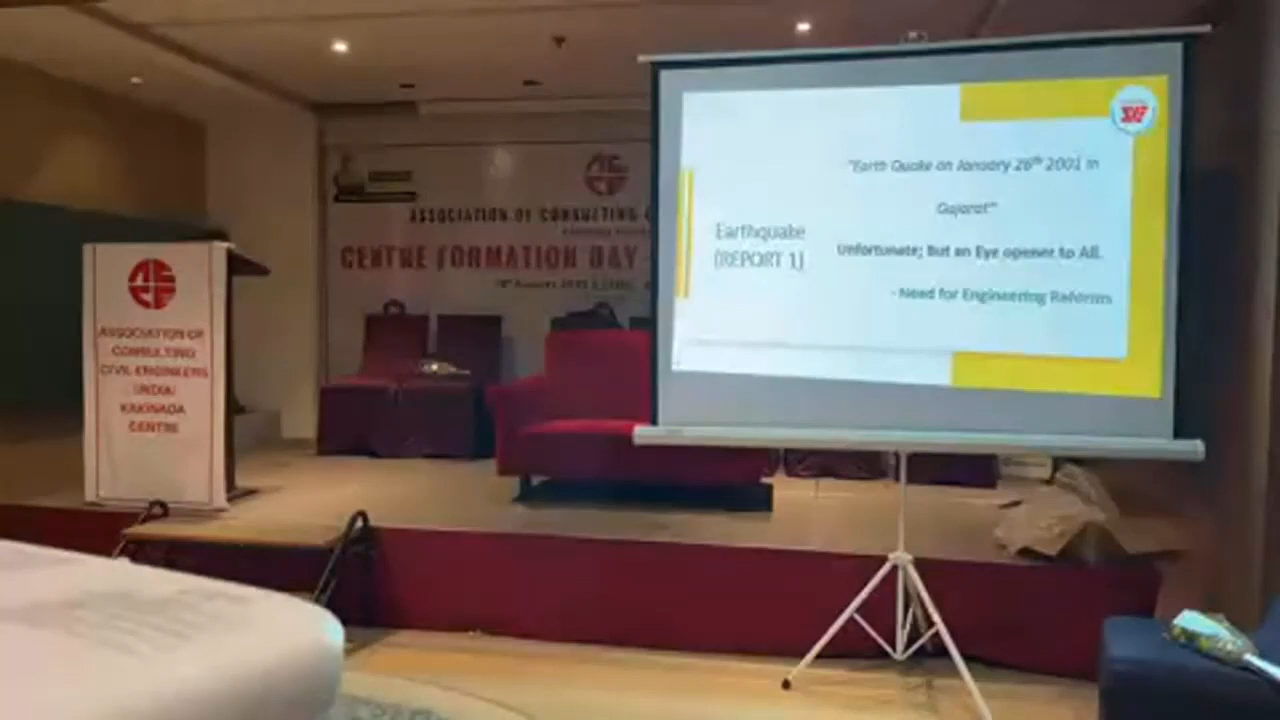 ASSOCIATION OF
CONSULTING
CIVIL ENGINEERS
(INDIA)
KAKINADA
CENTRE
ASSOCIATION OF CONSULTING
CENTRE FORMATION DAY
Earthquake
(REPORT 1)
"Earth Quake on January 26th 2001 in
Gujarat"
Unfortunate; But an Eye opener to All.
- Need for Engineering Reforms